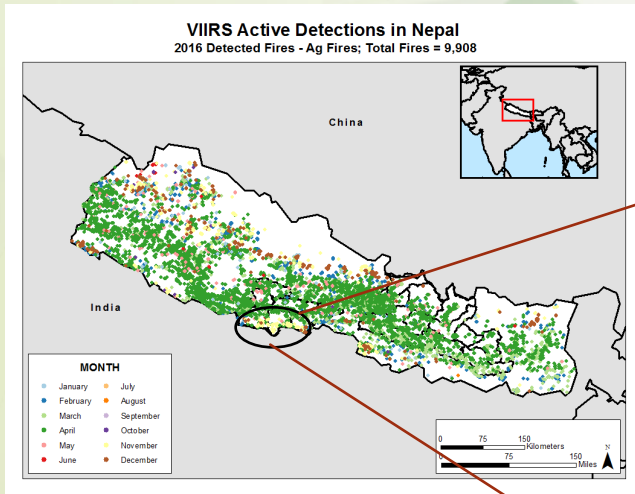 VIIRS Active Detections in Nepal
2016 Detected Fires - Ag Fires; Total Fires = 9,908
China
India
MONTH
January
February
March
April
May
June
July
August
September
October
November
December
0 75 150
Kilometers
0 75 150
Miles
N